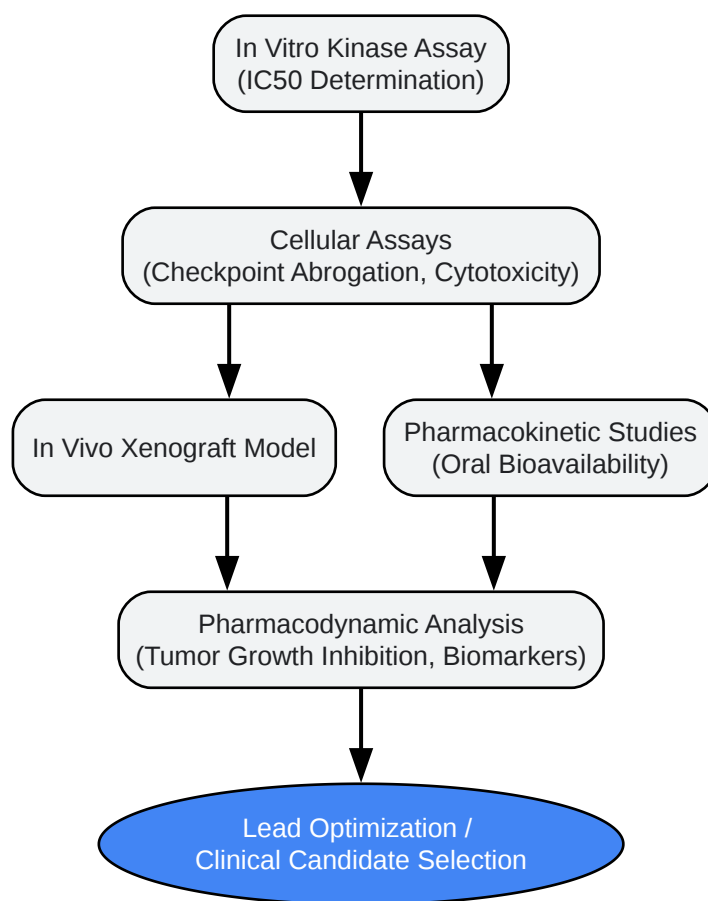 In Vitro Kinase Assay
(IC50 Determination)
Cellular Assays
(Checkpoint Abrogation, Cytotoxicity)
In Vivo Xenograft Model
Pharmacokinetic Studies
(Oral Bioavailability)
Pharmacodynamic Analysis
(Tumor Growth Inhibition, Biomarkers)
Lead Optimization /
Clinical Candidate Selection